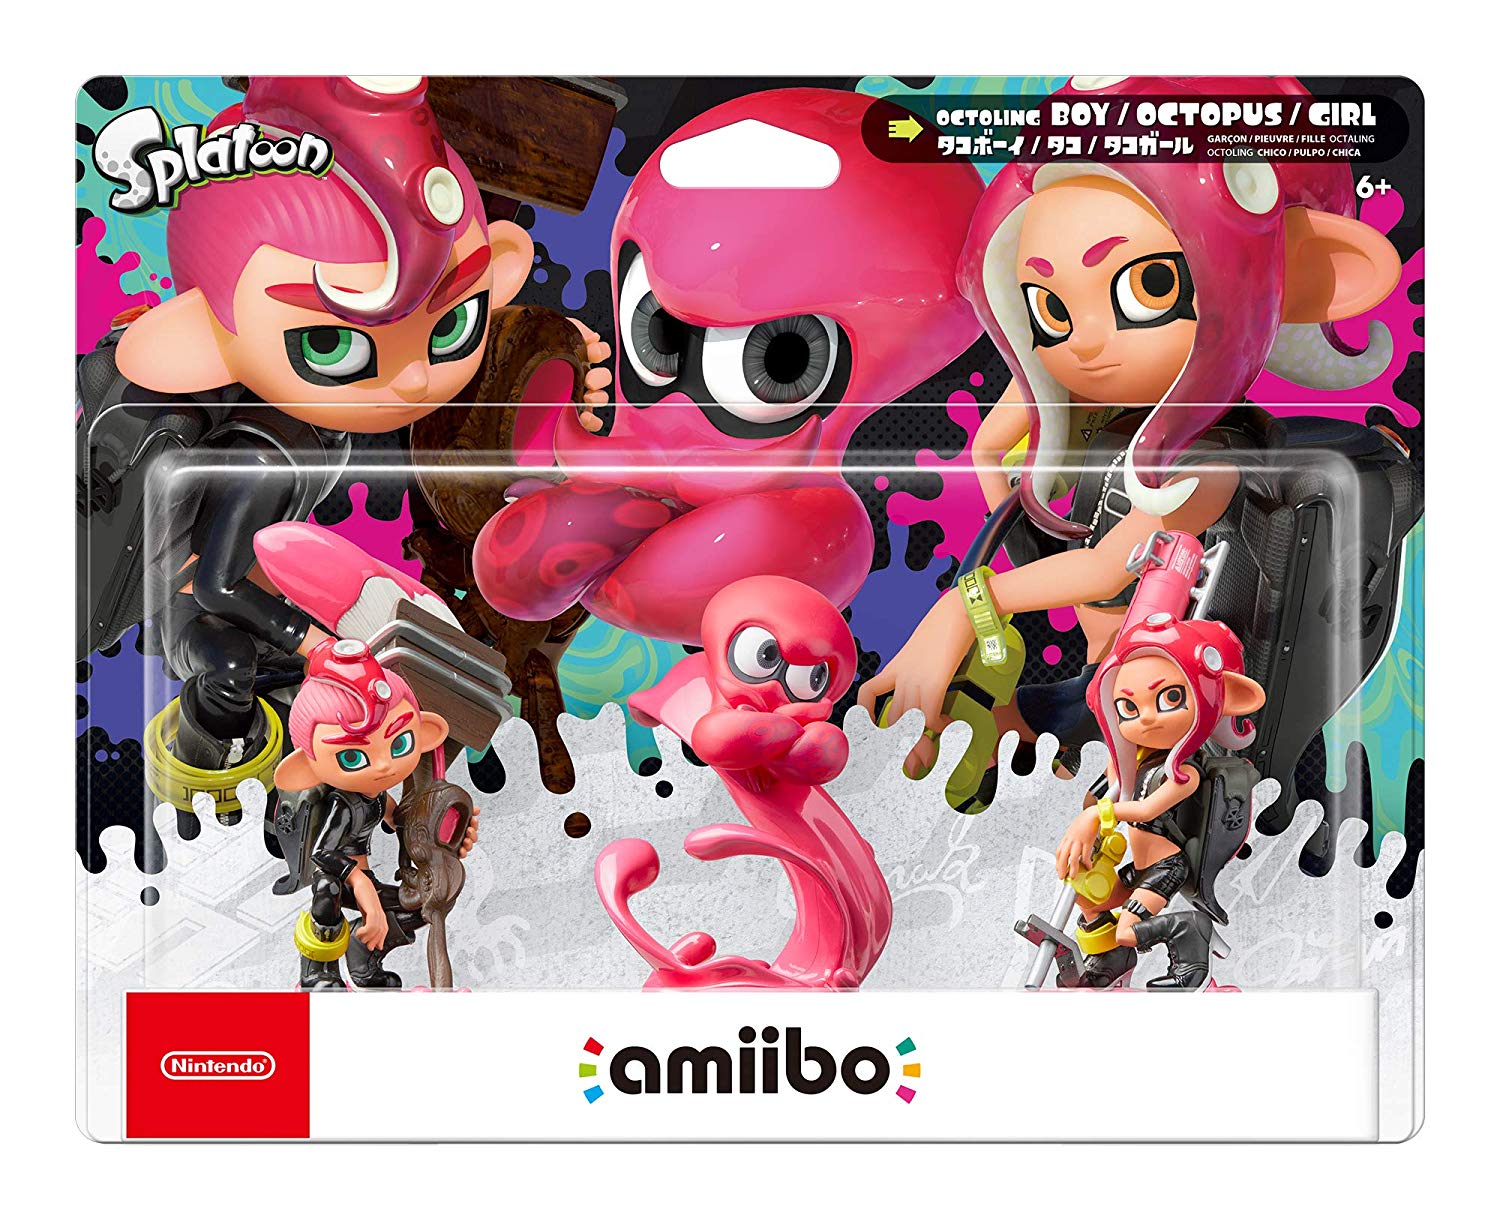 Splatoon
OCTOLING BOY / OCTOPUS / GIRL
タコボーイ / タコ / タコガール
GARÇON / PIEUVRE / FILLE OCTALING
OCTOLING CHICO / PULPO / CHICA
6+
Nintendo
amiibo